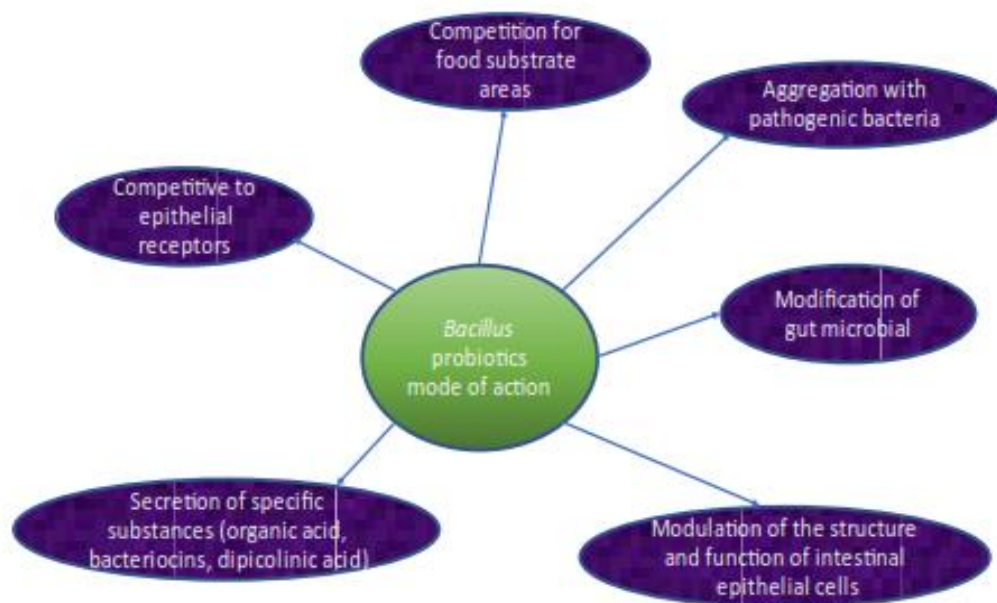 Competition for
food substrate
areas
Aggregation with
pathogenic bacteria
Competitive to
epithelial
receptors
Modification of
gut microbial
Bacillus
probiotics
mode of action
Secretion of specific
substances (organic acid,
bacteriocins, dipicolinic acid)
Modulation of the structure
and function of intestinal
epithelial cells